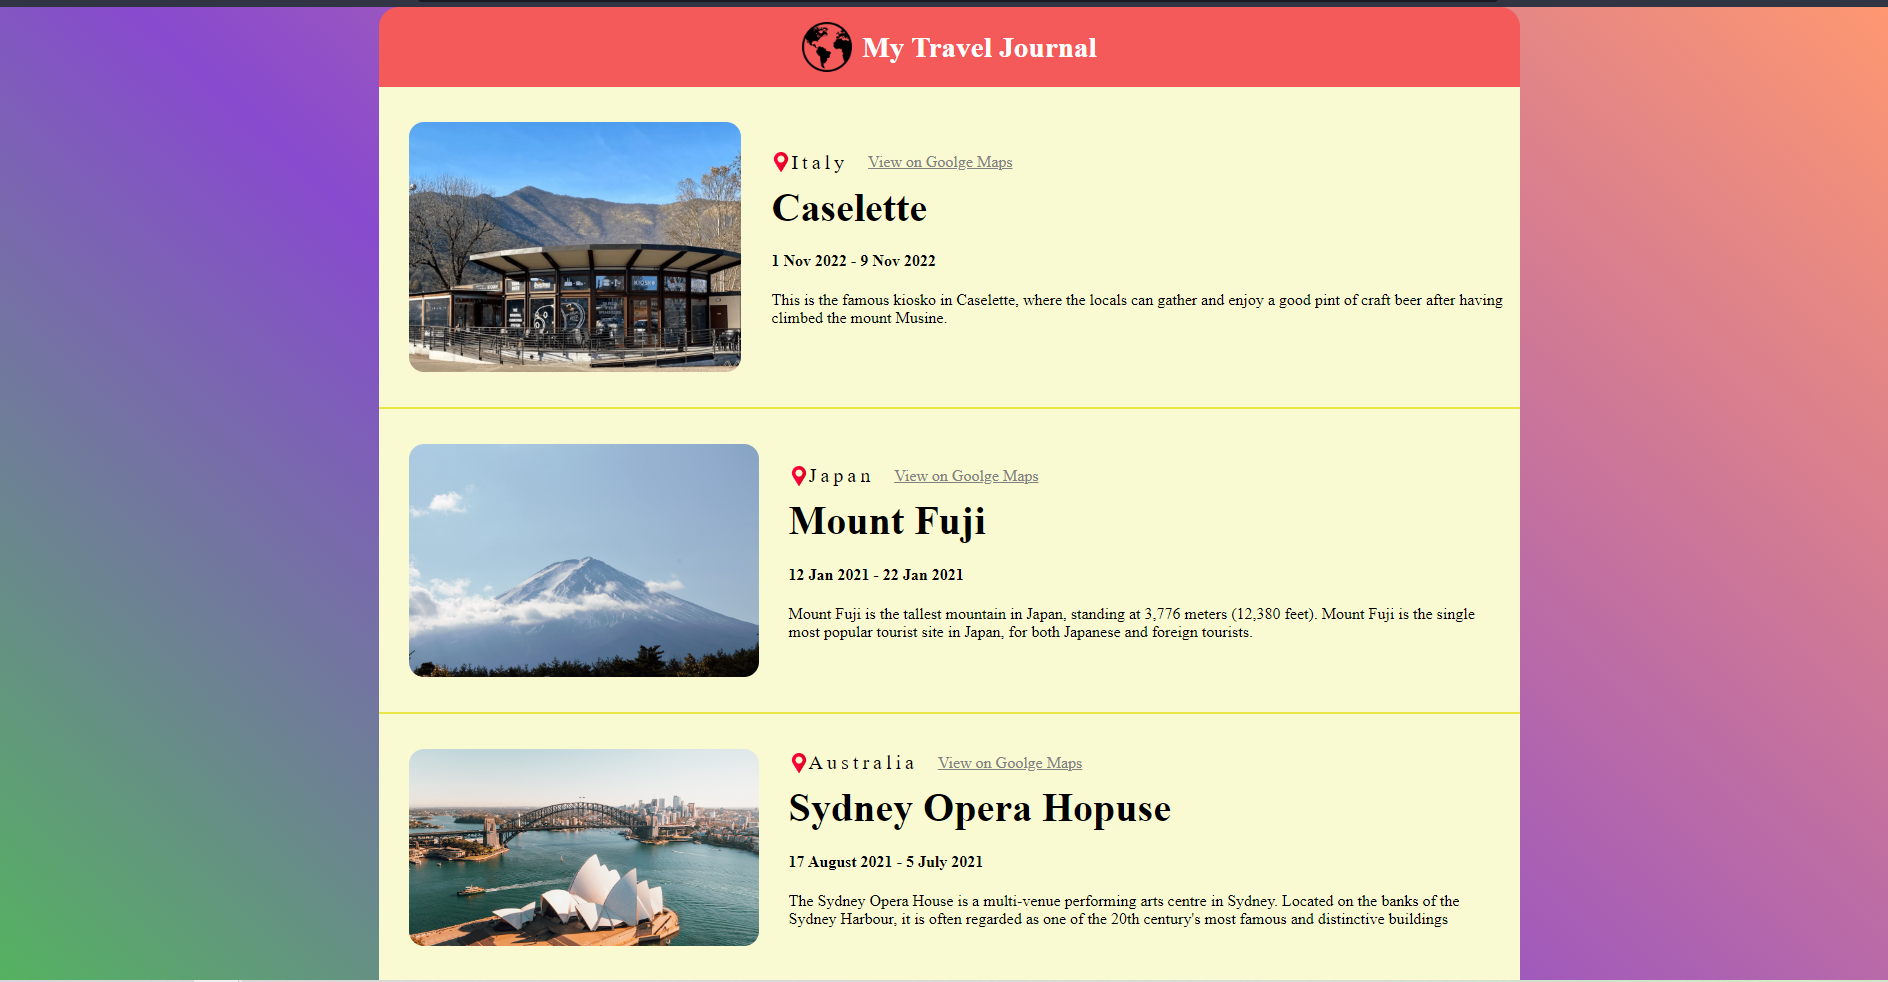 My Travel Journal
Italy View on Goolge Maps
Caselette
1 Nov 2022 - 9 Nov 2022
This is the famous kiosko in Caselette, where the locals can gather and enjoy a good pint of craft beer after having
climbed the mount Musine.
KIOSK
Japan View on Goolge Maps
Mount Fuji
12 Jan 2021 - 22 Jan 2021
Mount Fuji is the tallest mountain in Japan, standing at 3,776 meters (12,380 feet). Mount Fuji is the single
most popular tourist site in Japan, for both Japanese and foreign tourists.
Australia View on Goolge Maps
Sydney Opera Hopuse
17 August 2021 - 5 July 2021
The Sydney Opera House is a multi-venue performing arts centre in Sydney. Located on the banks of the
Sydney Harbour, it is often regarded as one of the 20th century's most famous and distinctive buildings